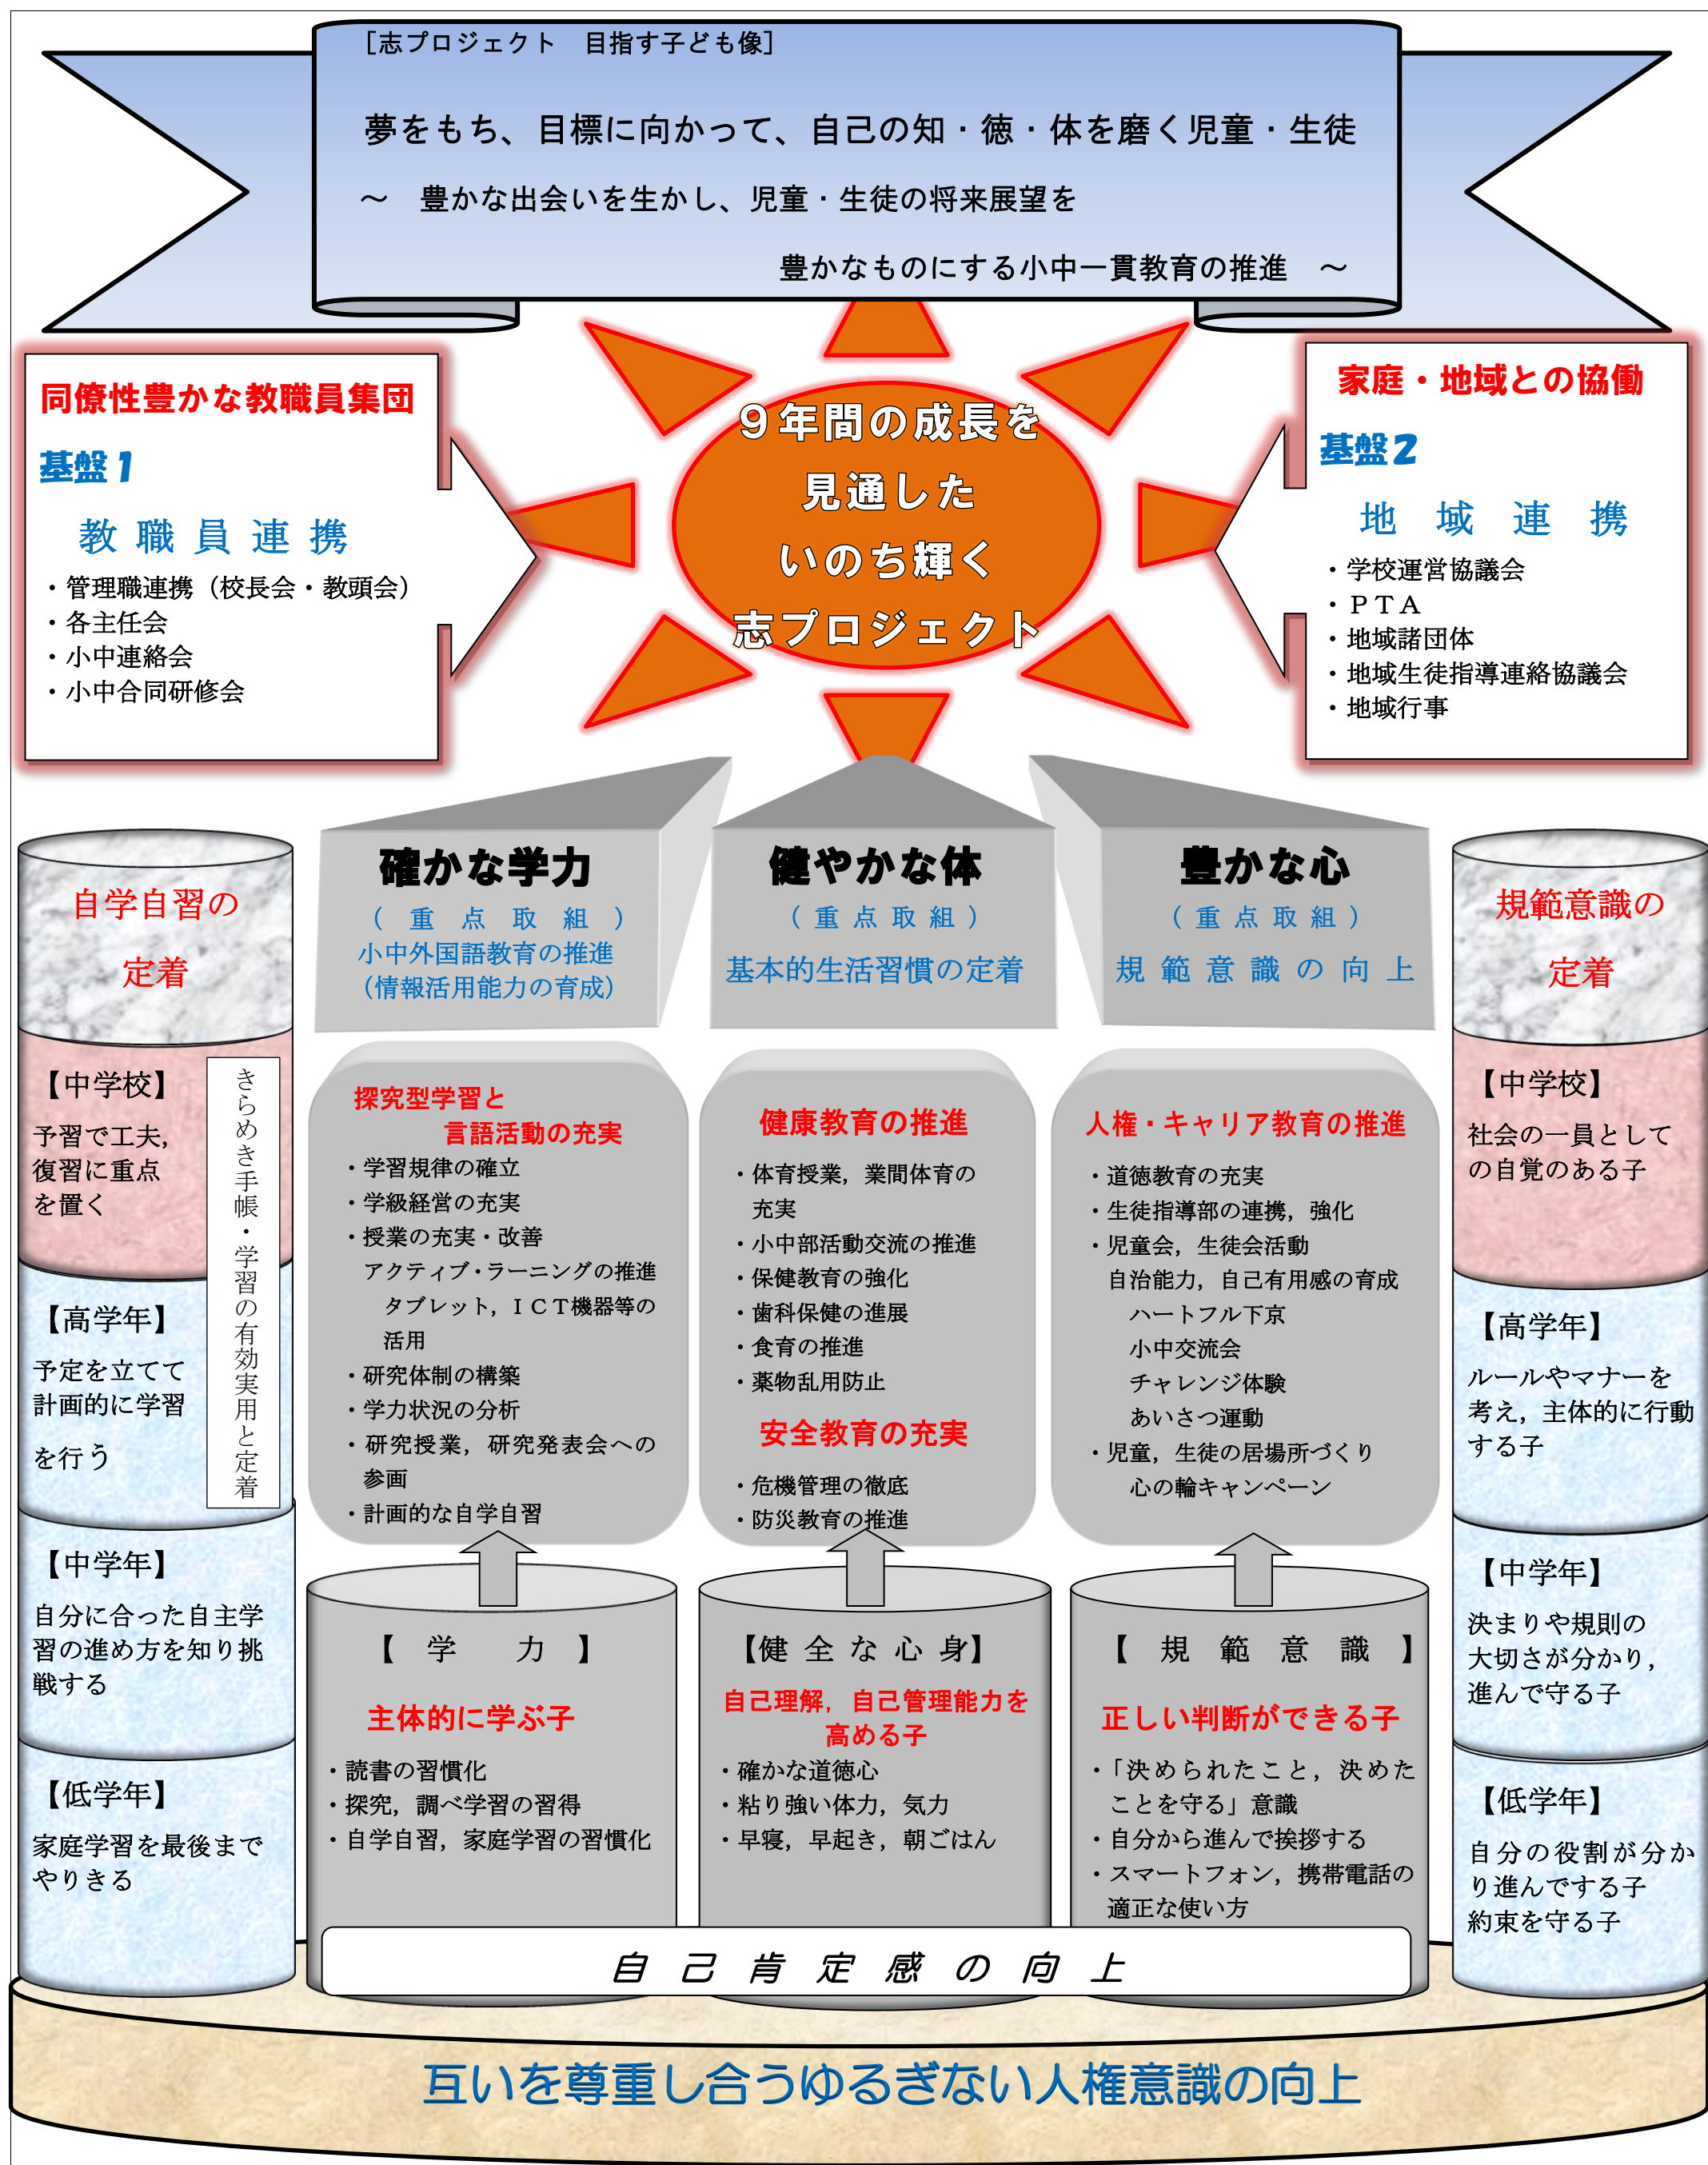 ［志プロジェクト　目指す子ども像］
夢をもち、目標に向かって、自己の知・徳・体を磨く児童・生徒
～　豊かな出会いを生かし、児童・生徒の将来展望を
豊かなものにする小中一貫教育の推進　～
同僚性豊かな教職員集団
基盤１
教職員連携
・管理職連携（校長会・教頭会）
・各主任会
・小中連絡会
・小中合同研修会
９年間の成長を
見通した
いのち輝く
志プロジェクト
家庭・地域との協働
基盤２
地域連携
・学校運営協議会
・ＰＴＡ
・地域諸団体
・地域生徒指導連絡協議会
・地域行事
自学自習の
定着
【中学校】
予習で工夫，
復習に重点
を置く
【高学年】
予定を立てて
計画的に学習
を行う
【中学年】
自分に合った自主学
習の進め方を知り挑
戦する
【低学年】
家庭学習を最後まで
やりきる
きらめき手帳・学習の有効実用と定着
確かな学力
（重点取組）
小中外国語教育の推進
（情報活用能力の育成）
探究型学習と
言語活動の充実
・学習規律の確立
・学級経営の充実
・授業の充実・改善
アクティブ・ラーニングの推進
タブレット，ＩＣＴ機器等の
活用
・研究体制の構築
・学力状況の分析
・研究授業，研究発表会への
参画
・計画的な自学自習
【学力】
主体的に学ぶ子
・読書の習慣化
・探究，調べ学習の習得
・自学自習，家庭学習の習慣化
健やかな体
（重点取組）
基本的生活習慣の定着
健康教育の推進
・体育授業，業間体育の
充実
・小中部活動交流の推進
・保健教育の強化
・歯科保健の進展
・食育の推進
・薬物乱用防止
安全教育の充実
・危機管理の徹底
・防災教育の推進
【健全な心身】
自己理解，自己管理能力を
高める子
・確かな道徳心
・粘り強い体力，気力
・早寝，早起き，朝ごはん
豊かな心
（重点取組）
規範意識の向上
人権・キャリア教育の推進
・道徳教育の充実
・生徒指導部の連携，強化
・児童会，生徒会活動
自治能力，自己有用感の育成
ハートフル下京
小中交流会
チャレンジ体験
あいさつ運動
・児童，生徒の居場所づくり
心の輪キャンペーン
【規範意識】
正しい判断ができる子
・「決められたこと，決めた
ことを守る」意識
・自分から進んで挨拶する
・スマートフォン，携帯電話の
適正な使い方
規範意識の
定着
【中学校】
社会の一員として
の自覚のある子
【高学年】
ルールやマナーを
考え，主体的に行動
する子
【中学年】
決まりや規則の
大切さが分かり，
進んで守る子
【低学年】
自分の役割が分か
り進んでする子
約束を守る子
自己肯定感の向上
互いを尊重し合うゆるぎない人権意識の向上